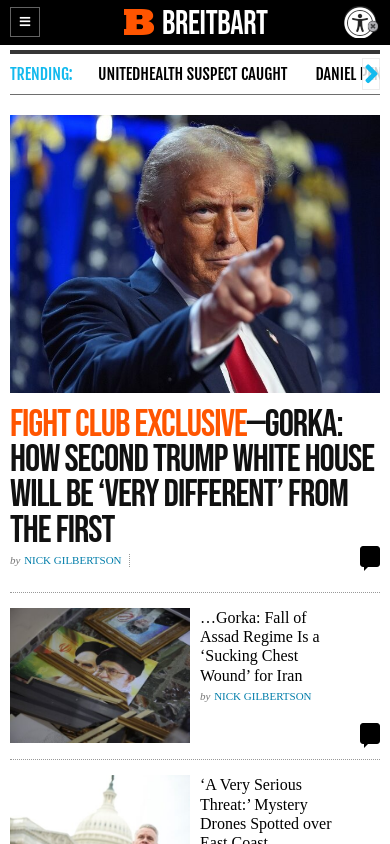 BREITBART
TRENDING: UNITEDHEALTH SUSPECT CAUGHT DANIEL
FIGHT CLUB EXCLUSIVE—GORKA:
HOW SECOND TRUMP WHITE HOUSE
WILL BE ‘VERY DIFFERENT’ FROM
THE FIRST
by NICK GILBERTSON
…Gorka: Fall of
Assad Regime Is a
‘Sucking Chest
Wound’ for Iran
by NICK GILBERTSON
‘A Very Serious
Threat:’ Mystery
Drones Spotted over
East Coast